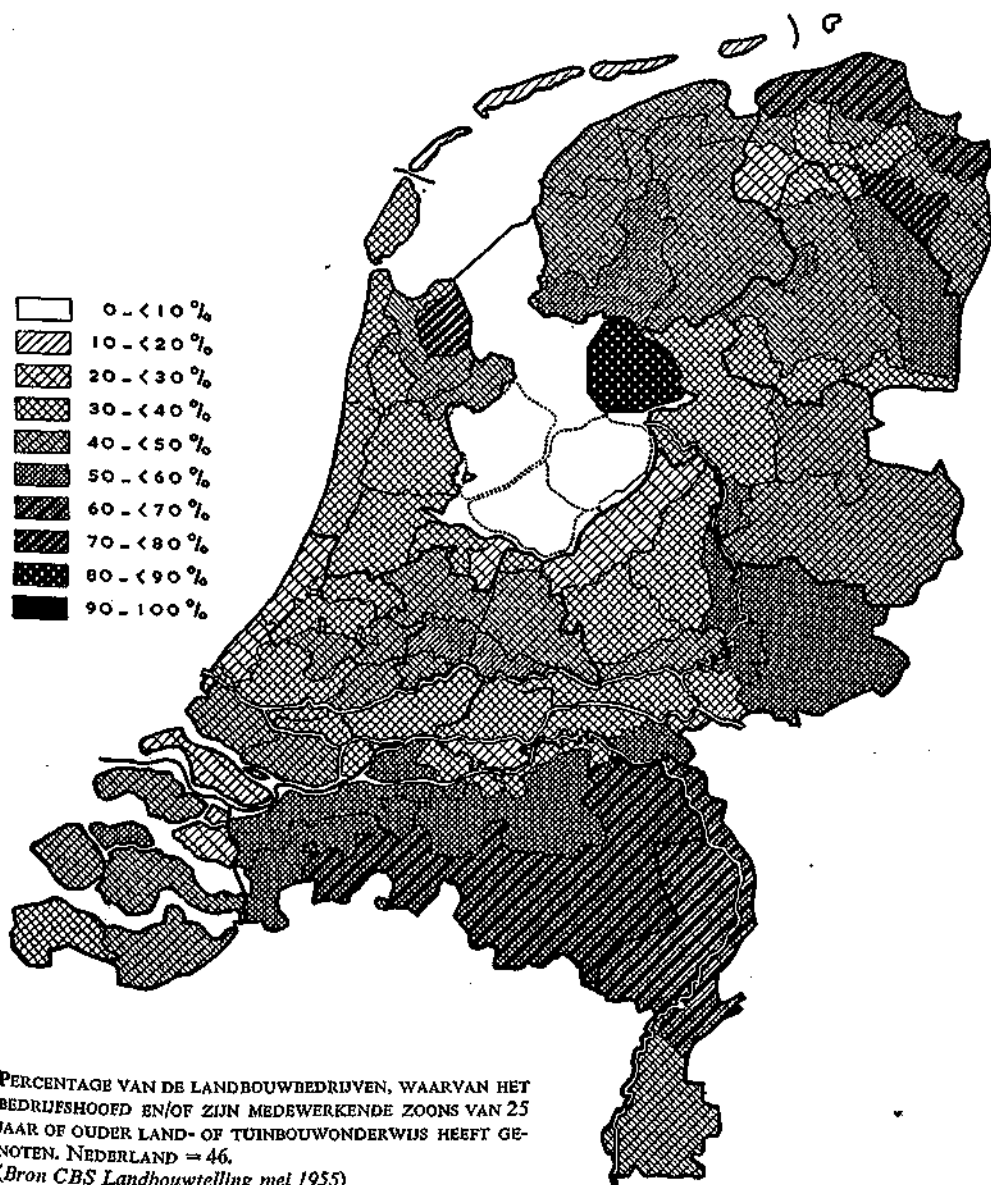 0 - < 10 %
10 - < 20 %
20 - < 30 %
30 - < 40 %
40 - < 50 %
50 - < 60 %
60 - < 70 %
70 - < 80 %
80 - < 90 %
90 - 100 %
PERCENTAGE VAN DE LANDBOUWBEDRIJVEN, WAARVAN HET
BEDRIJFSHOOFD EN/OF ZIJN MEDEWERKENDE ZOONS VAN 25
JAAR OF OUDER LAND- OF TUINBOUWONDERWIJS HEEFT GE-
NOTEN. NEDERLAND = 46.
(Bron CBS Landbouwtelling mei 1955)